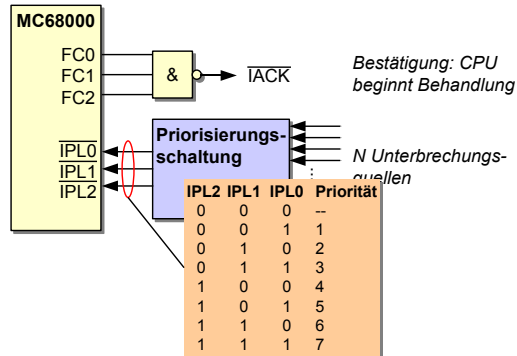 MC68000
FC0
FC1
FC2
&
IACK
Bestätigung: CPU
beginnt Behandlung
IPL0
IPL1
IPL2
Priorisierungs-
schaltung
N Unterbrechungs-
quellen
IPL2 IPL1 IPL0 Priorität
0 0 0 --
0 0 1 1
0 1 0 2
0 1 1 3
1 0 0 4
1 0 1 5
1 1 0 6
1 1 1 7